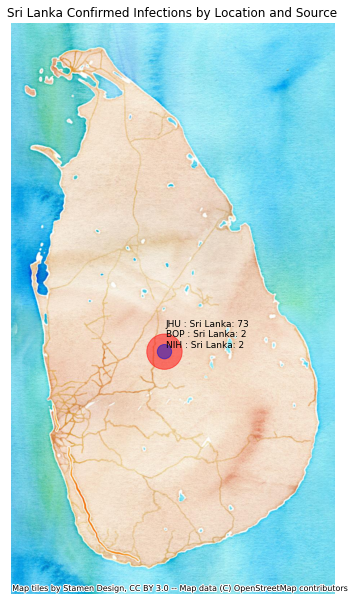 Sri Lanka Confirmed Infections by Location and Source
JHU : Sri Lanka: 73
BOP : Sri Lanka: 2
NIH : Sri Lanka: 2
Map tiles by Stamen Design, CC BY 3.0 -- Map data (C) OpenStreetMap contributors